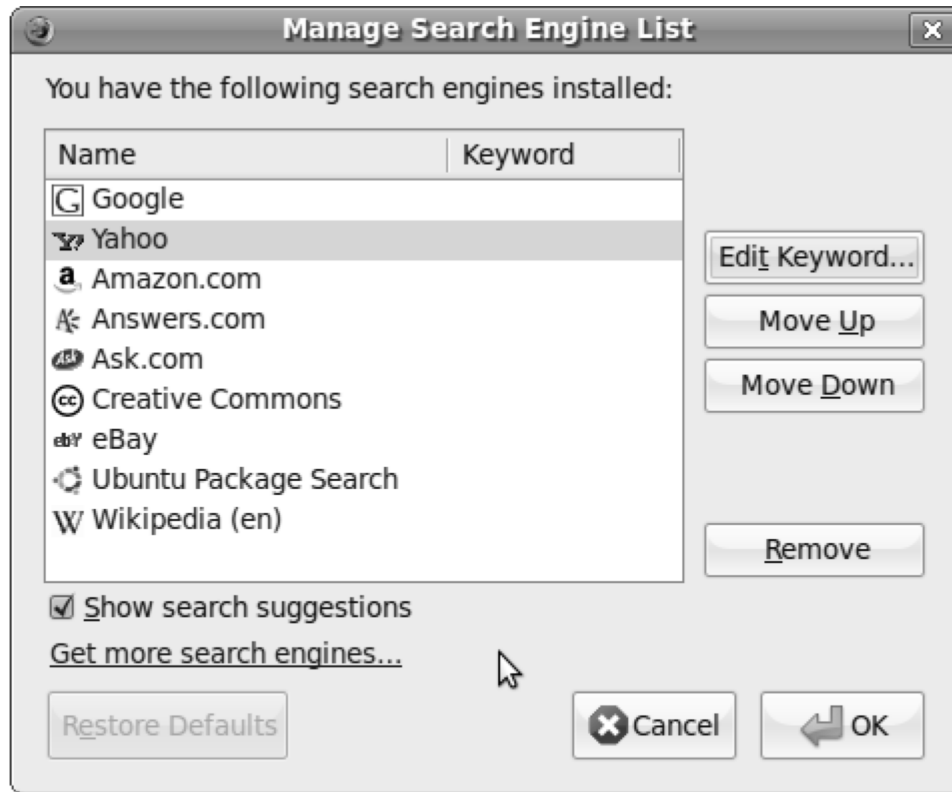 Manage Search Engine List
You have the following search engines installed:
Name Keyword
Google
Yahoo
Amazon.com
Answers.com
Ask.com
Creative Commons
eBay
Ubuntu Package Search
Wikipedia (en)
Edit Keyword...
Move Up
Move Down
Remove
Show search suggestions
Get more search engines...
Restore Defaults
Cancel
OK